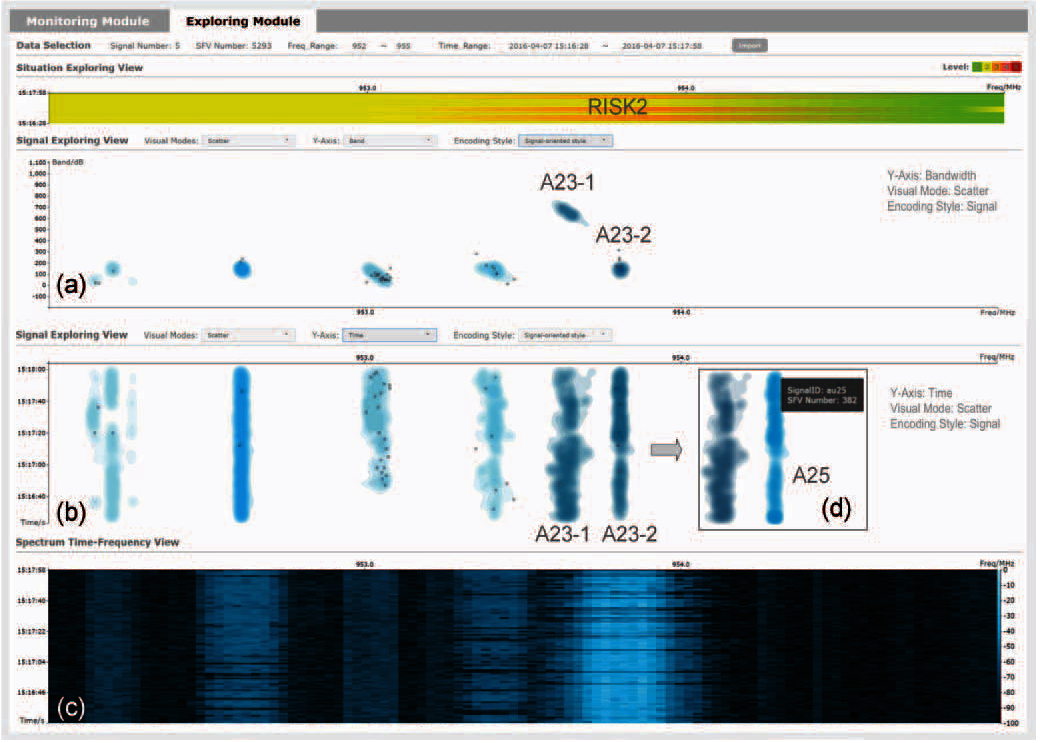 Monitoring Module Exploring Module
Data Selection Signal Number: 5 SFV Number: 5293 Freq_Range: 952 ~ 955 Time_Range: 2016-04-07 15:16:28 ~ 2016-04-07 15:17:58 Import
Situation Exploring View Level: 1 2 3 4 5
15:17:58 953.0 954.0 Freq/MHz
RISK2
15:16:28
Signal Exploring View Visual Modes: Scatter Y-Axis: Band Encoding Style: Signal-oriented style
1,100 Band/dB
1,000
900
800
700
600
500
400
300
200
100
0
-100
A23-1
A23-2
Y-Axis: Bandwidth
Visual Mode: Scatter
Encoding Style: Signal
(a)
953.0 954.0 Freq/MHz
Signal Exploring View Visual Modes: Scatter Y-Axis: Time Encoding Style: Signal-oriented style
953.0 954.0 Freq/MHz
15:18:00
15:17:40
15:17:20
15:17:00
15:16:40
Time/s
SignalID: au25
SFV Number: 382
Y-Axis: Time
Visual Mode: Scatter
Encoding Style: Signal
A25
(b)
(d)
A23-1 A23-2
Spectrum Time-Frequency View
953.0 954.0 Freq/MHz
15:17:58
15:17:40
15:17:22
15:17:04
15:16:46
Time/s
0
-10
-20
-30
-40
-50
-60
-70
-80
-90
-100
(c)